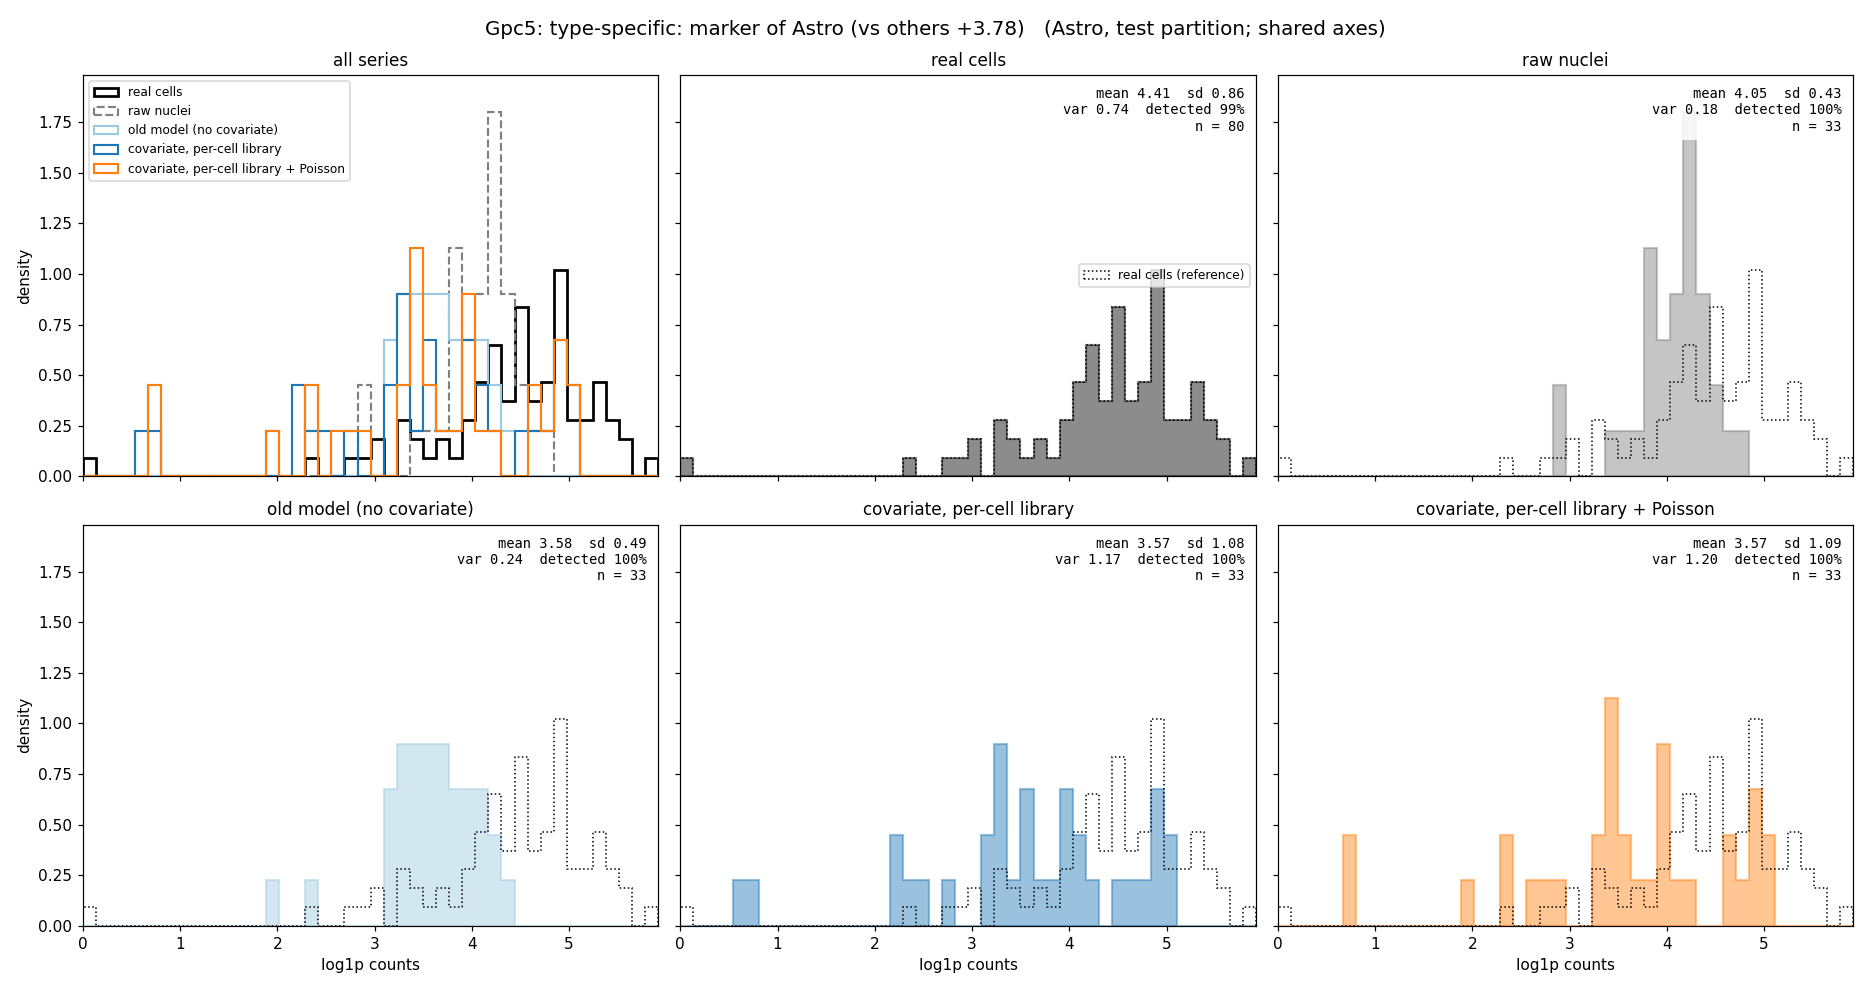 Gpc5: type-specific: marker of Astro (vs others +3.78)   (Astro, test partition; shared axes)
all series
real cells
raw nuclei
old model (no covariate)
covariate, per-cell library
covariate, per-cell library + Poisson
density
1.75
1.50
1.25
1.00
0.75
0.50
0.25
0.00
real cells
mean 4.41  sd 0.86
var 0.74  detected 99%
n = 80
real cells (reference)
raw nuclei
mean 4.05  sd 0.43
var 0.18  detected 100%
n = 33
old model (no covariate)
mean 3.58  sd 0.49
var 0.24  detected 100%
n = 33
density
1.75
1.50
1.25
1.00
0.75
0.50
0.25
0.00
0 1 2 3 4 5
log1p counts
covariate, per-cell library
mean 3.57  sd 1.08
var 1.17  detected 100%
n = 33
0 1 2 3 4 5
log1p counts
covariate, per-cell library + Poisson
mean 3.57  sd 1.09
var 1.20  detected 100%
n = 33
0 1 2 3 4 5
log1p counts